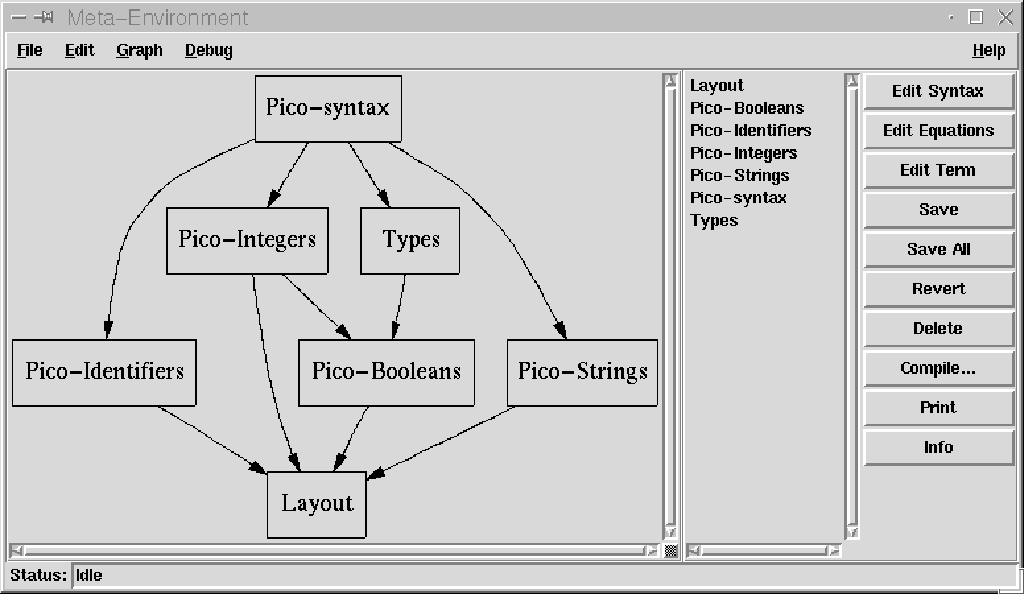 Meta-Environment
File Edit Graph Debug Help
Pico-syntax
Pico-Integers Types
Pico-Identifiers Pico-Booleans Pico-Strings
Layout
Layout
Pico-Booleans
Pico-Identifiers
Pico-Integers
Pico-Strings
Pico-syntax
Types
Edit Syntax
Edit Equations
Edit Term
Save
Save All
Revert
Delete
Compile...
Print
Info
Status: Idle